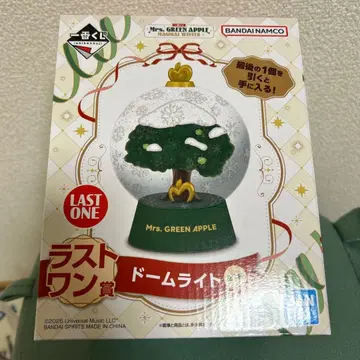 一番くじ
Mrs. GREEN APPLE
MAGICAL WINTER
BANDAI NAMCO
最後の1個を
引くと
手に入る!
Mrs. GREEN APPLE
LAST
ONE
ラスト
ワン賞
ドームライト
©2025 Universal Music LLC
BANDAI SPIRITS MADE IN CHINA